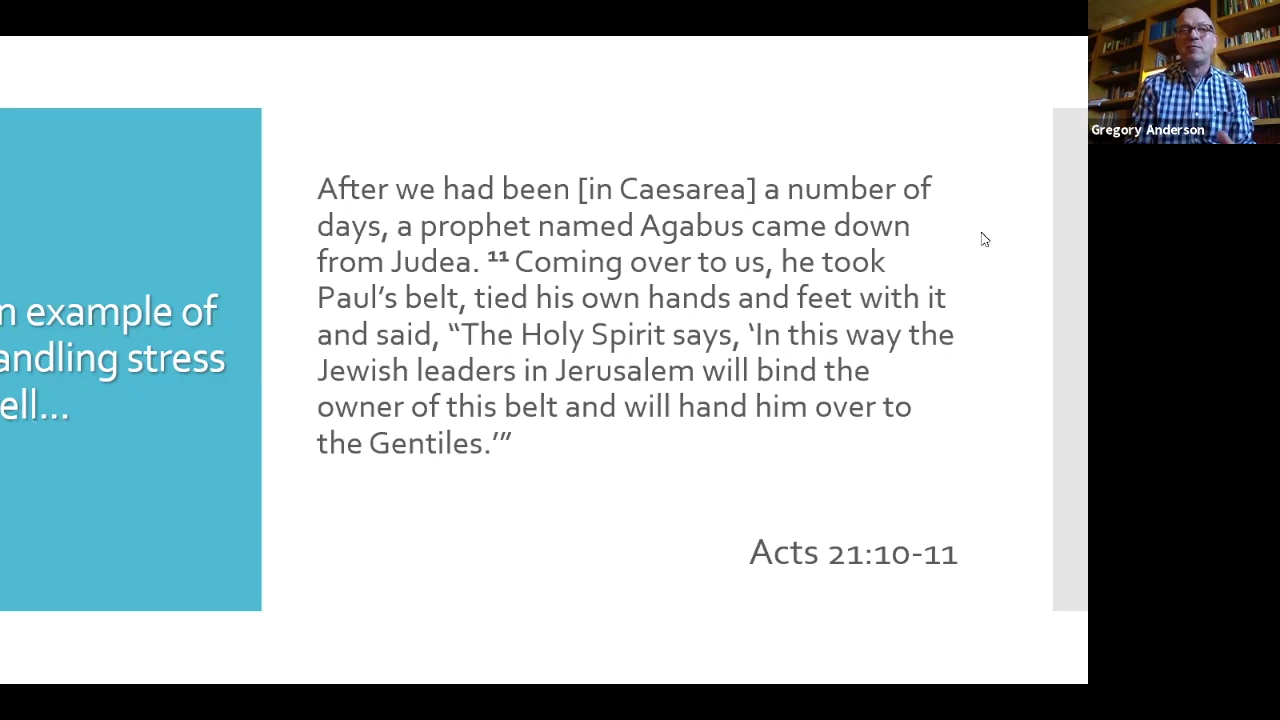 n example of
andling stress
ell...
After we had been [in Caesarea] a number of
days, a prophet named Agabus came down
from Judea. ¹¹ Coming over to us, he took
Paul’s belt, tied his own hands and feet with it
and said, “The Holy Spirit says, ‘In this way the
Jewish leaders in Jerusalem will bind the
owner of this belt and will hand him over to
the Gentiles.’”
Acts 21:10-11
Gregory Anderson